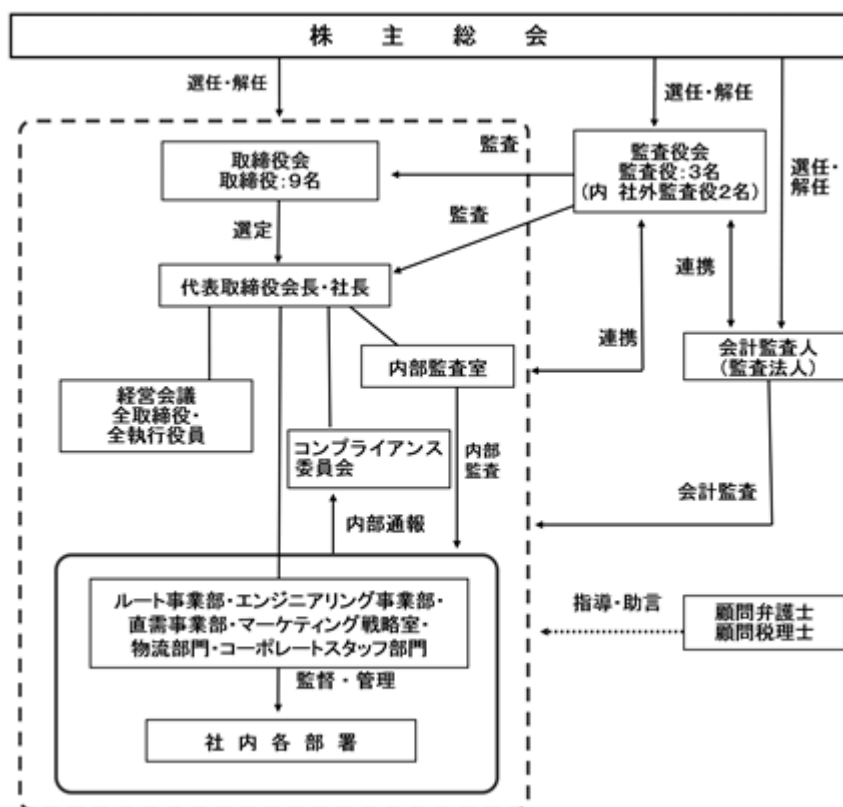 株主総会
選任・解任
選任・解任
選任・
解任
取締役会
取締役：9名
監査
監査役会
監査役：3名
（内 社外監査役2名）
選定
監査
代表取締役会長・社長
連携
連携
内部監査室
会計監査人
（監査法人）
経営会議
全取締役・
全執行役員
コンプライアンス
委員会
内部
監査
会計監査
内部通報
ルート事業部・エンジニアリング事業部・
直需事業部・マーケティング戦略室・
物流部門・コーポレートスタッフ部門
指導・助言
顧問弁護士
顧問税理士
監督・管理
社内各部署